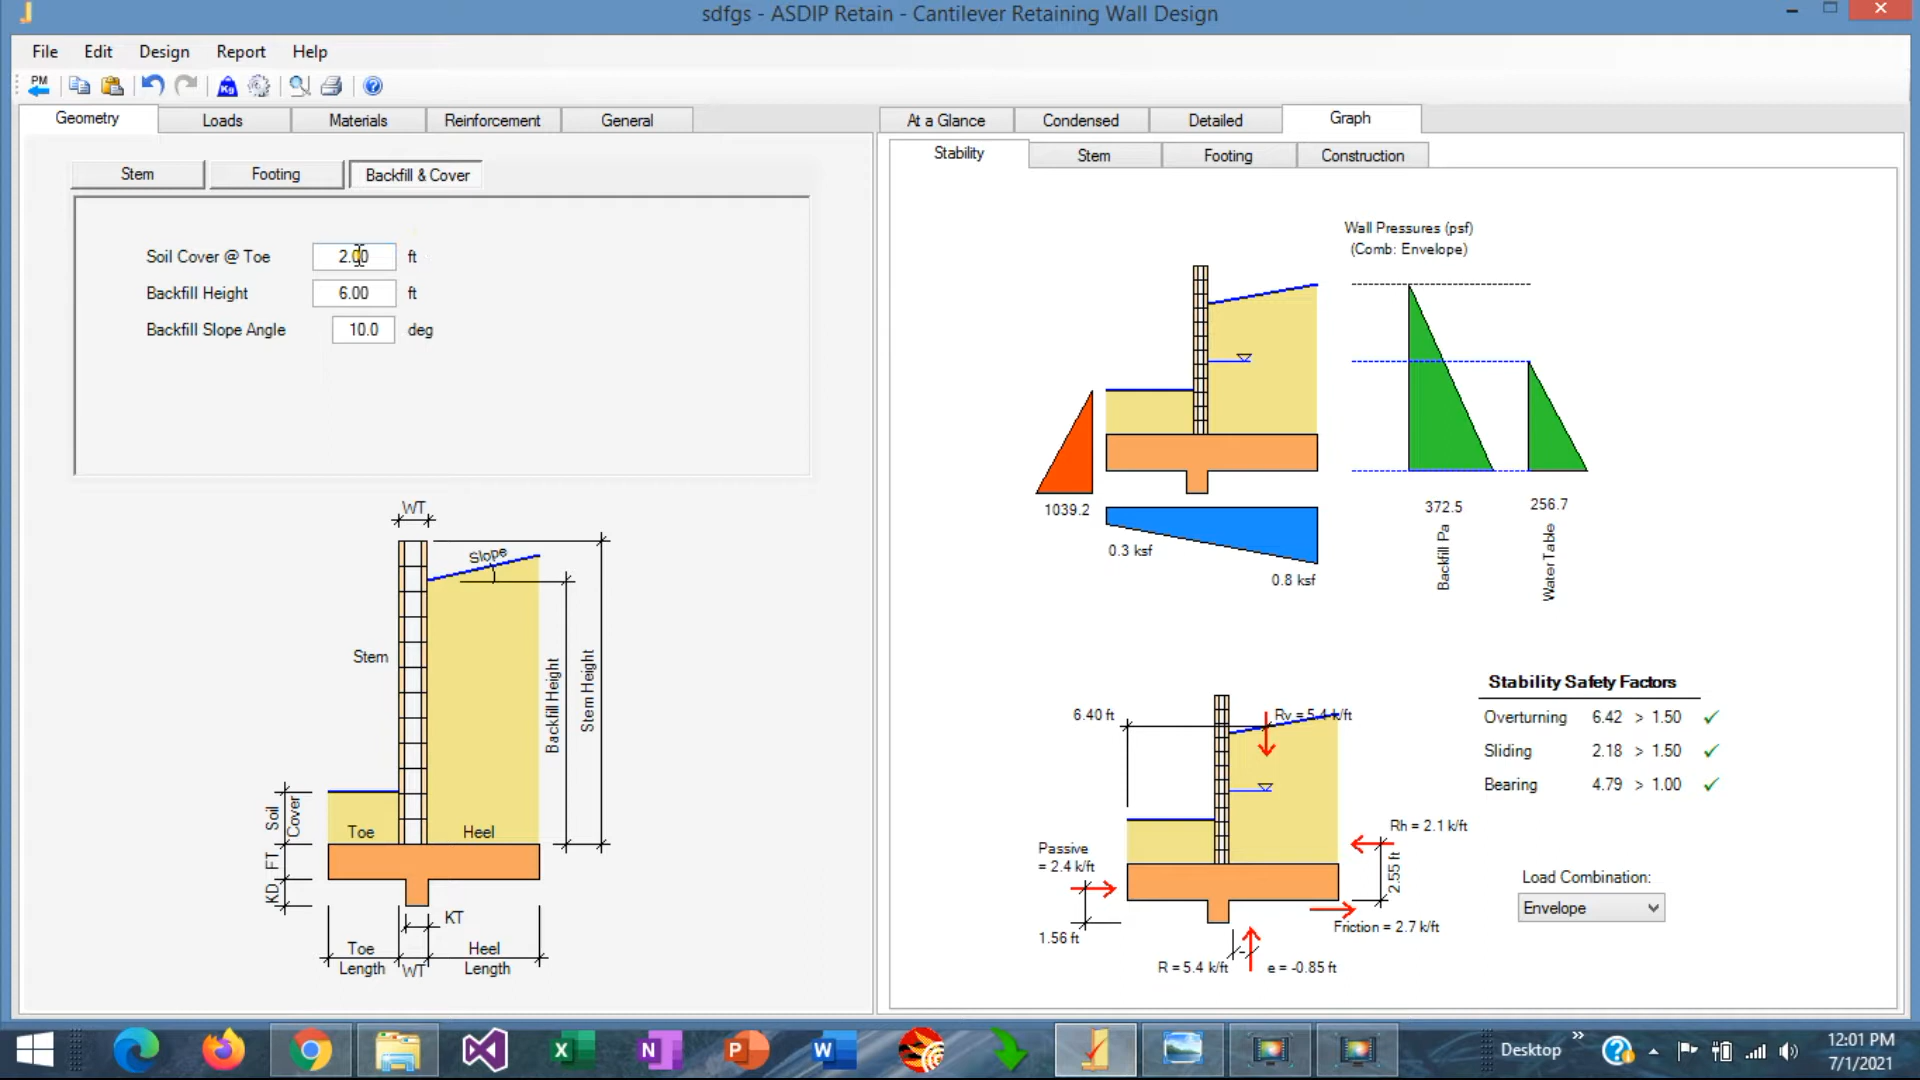 sdfgs - ASDIP Retain - Cantilever Retaining Wall Design
File Edit Design Report Help
PM Kg
Geometry Loads Materials Reinforcement General
Stem Footing Backfill & Cover
Soil Cover @ Toe 2.00 ft
Backfill Height 6.00 ft
Backfill Slope Angle 10.0 deg
WT
Slope
Stem
Backfill Height
Stem Height
Soil
Cover
Toe Heel
FT
KD
KT
Toe Heel
Length WT Length
At a Glance Condensed Detailed Graph
Stability Stem Footing Construction
Wall Pressures (psf)
(Comb: Envelope)
1039.2
0.3 ksf
0.8 ksf
372.5 256.7
Backfill Pa
Water Table
6.40 ft Rv = 5.4 k/ft
Passive
= 2.4 k/ft
1.56 ft
Rh = 2.1 k/ft
2.55 ft
Friction = 2.7 k/ft
R = 5.4 k/ft e = -0.85 ft
Stability Safety Factors
Overturning 6.42 > 1.50 ✓
Sliding 2.18 > 1.50 ✓
Bearing 4.79 > 1.00 ✓
Load Combination:
Envelope
Desktop
12:01 PM
7/1/2021